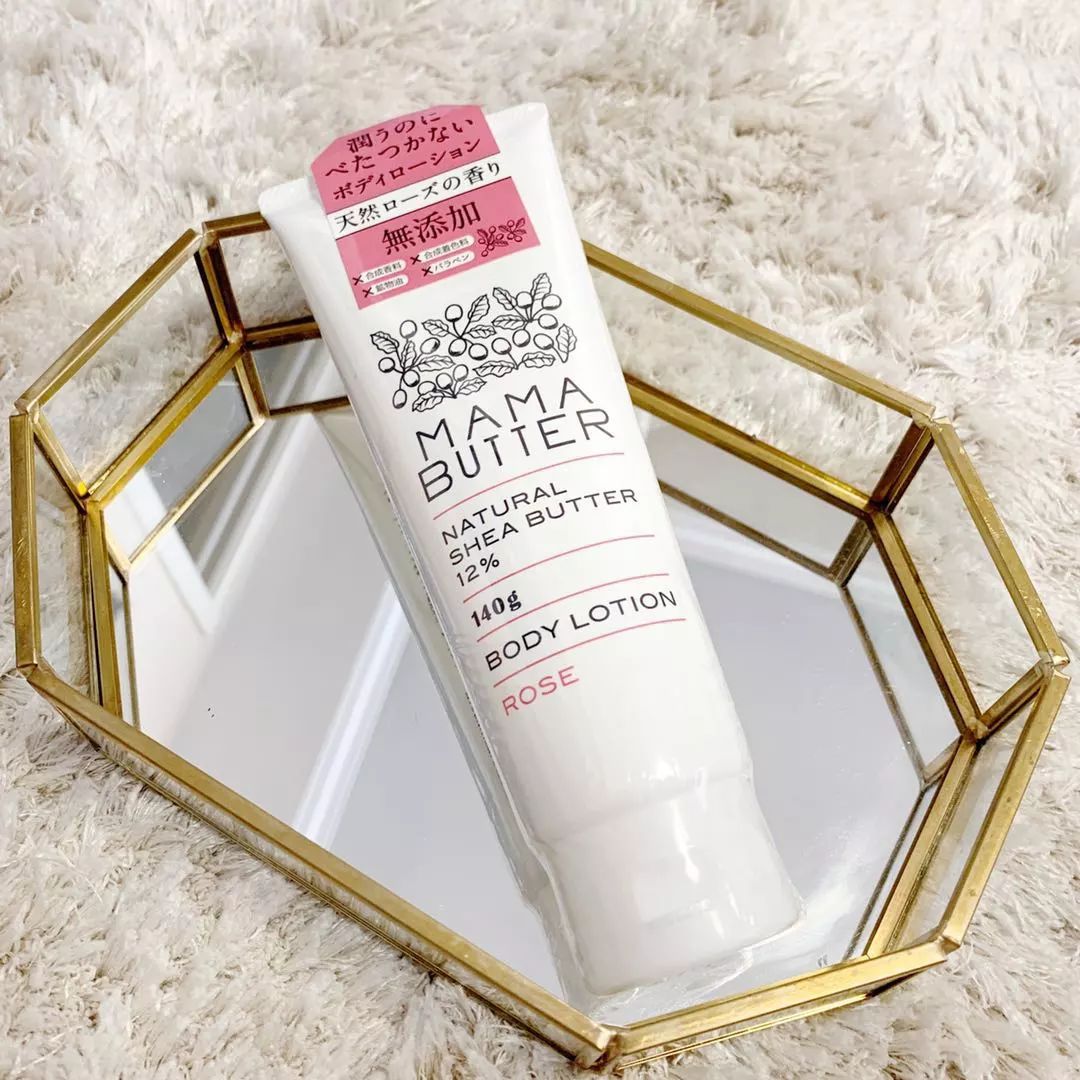 潤うのに
べたつかない
ボディローション
天然ローズの香り
無添加
×合成香料 ×合成着色料
×鉱物油 ×パラベン
MAMA
BUTTER
NATURAL
SHEA BUTTER
12%
140g
BODY LOTION
ROSE